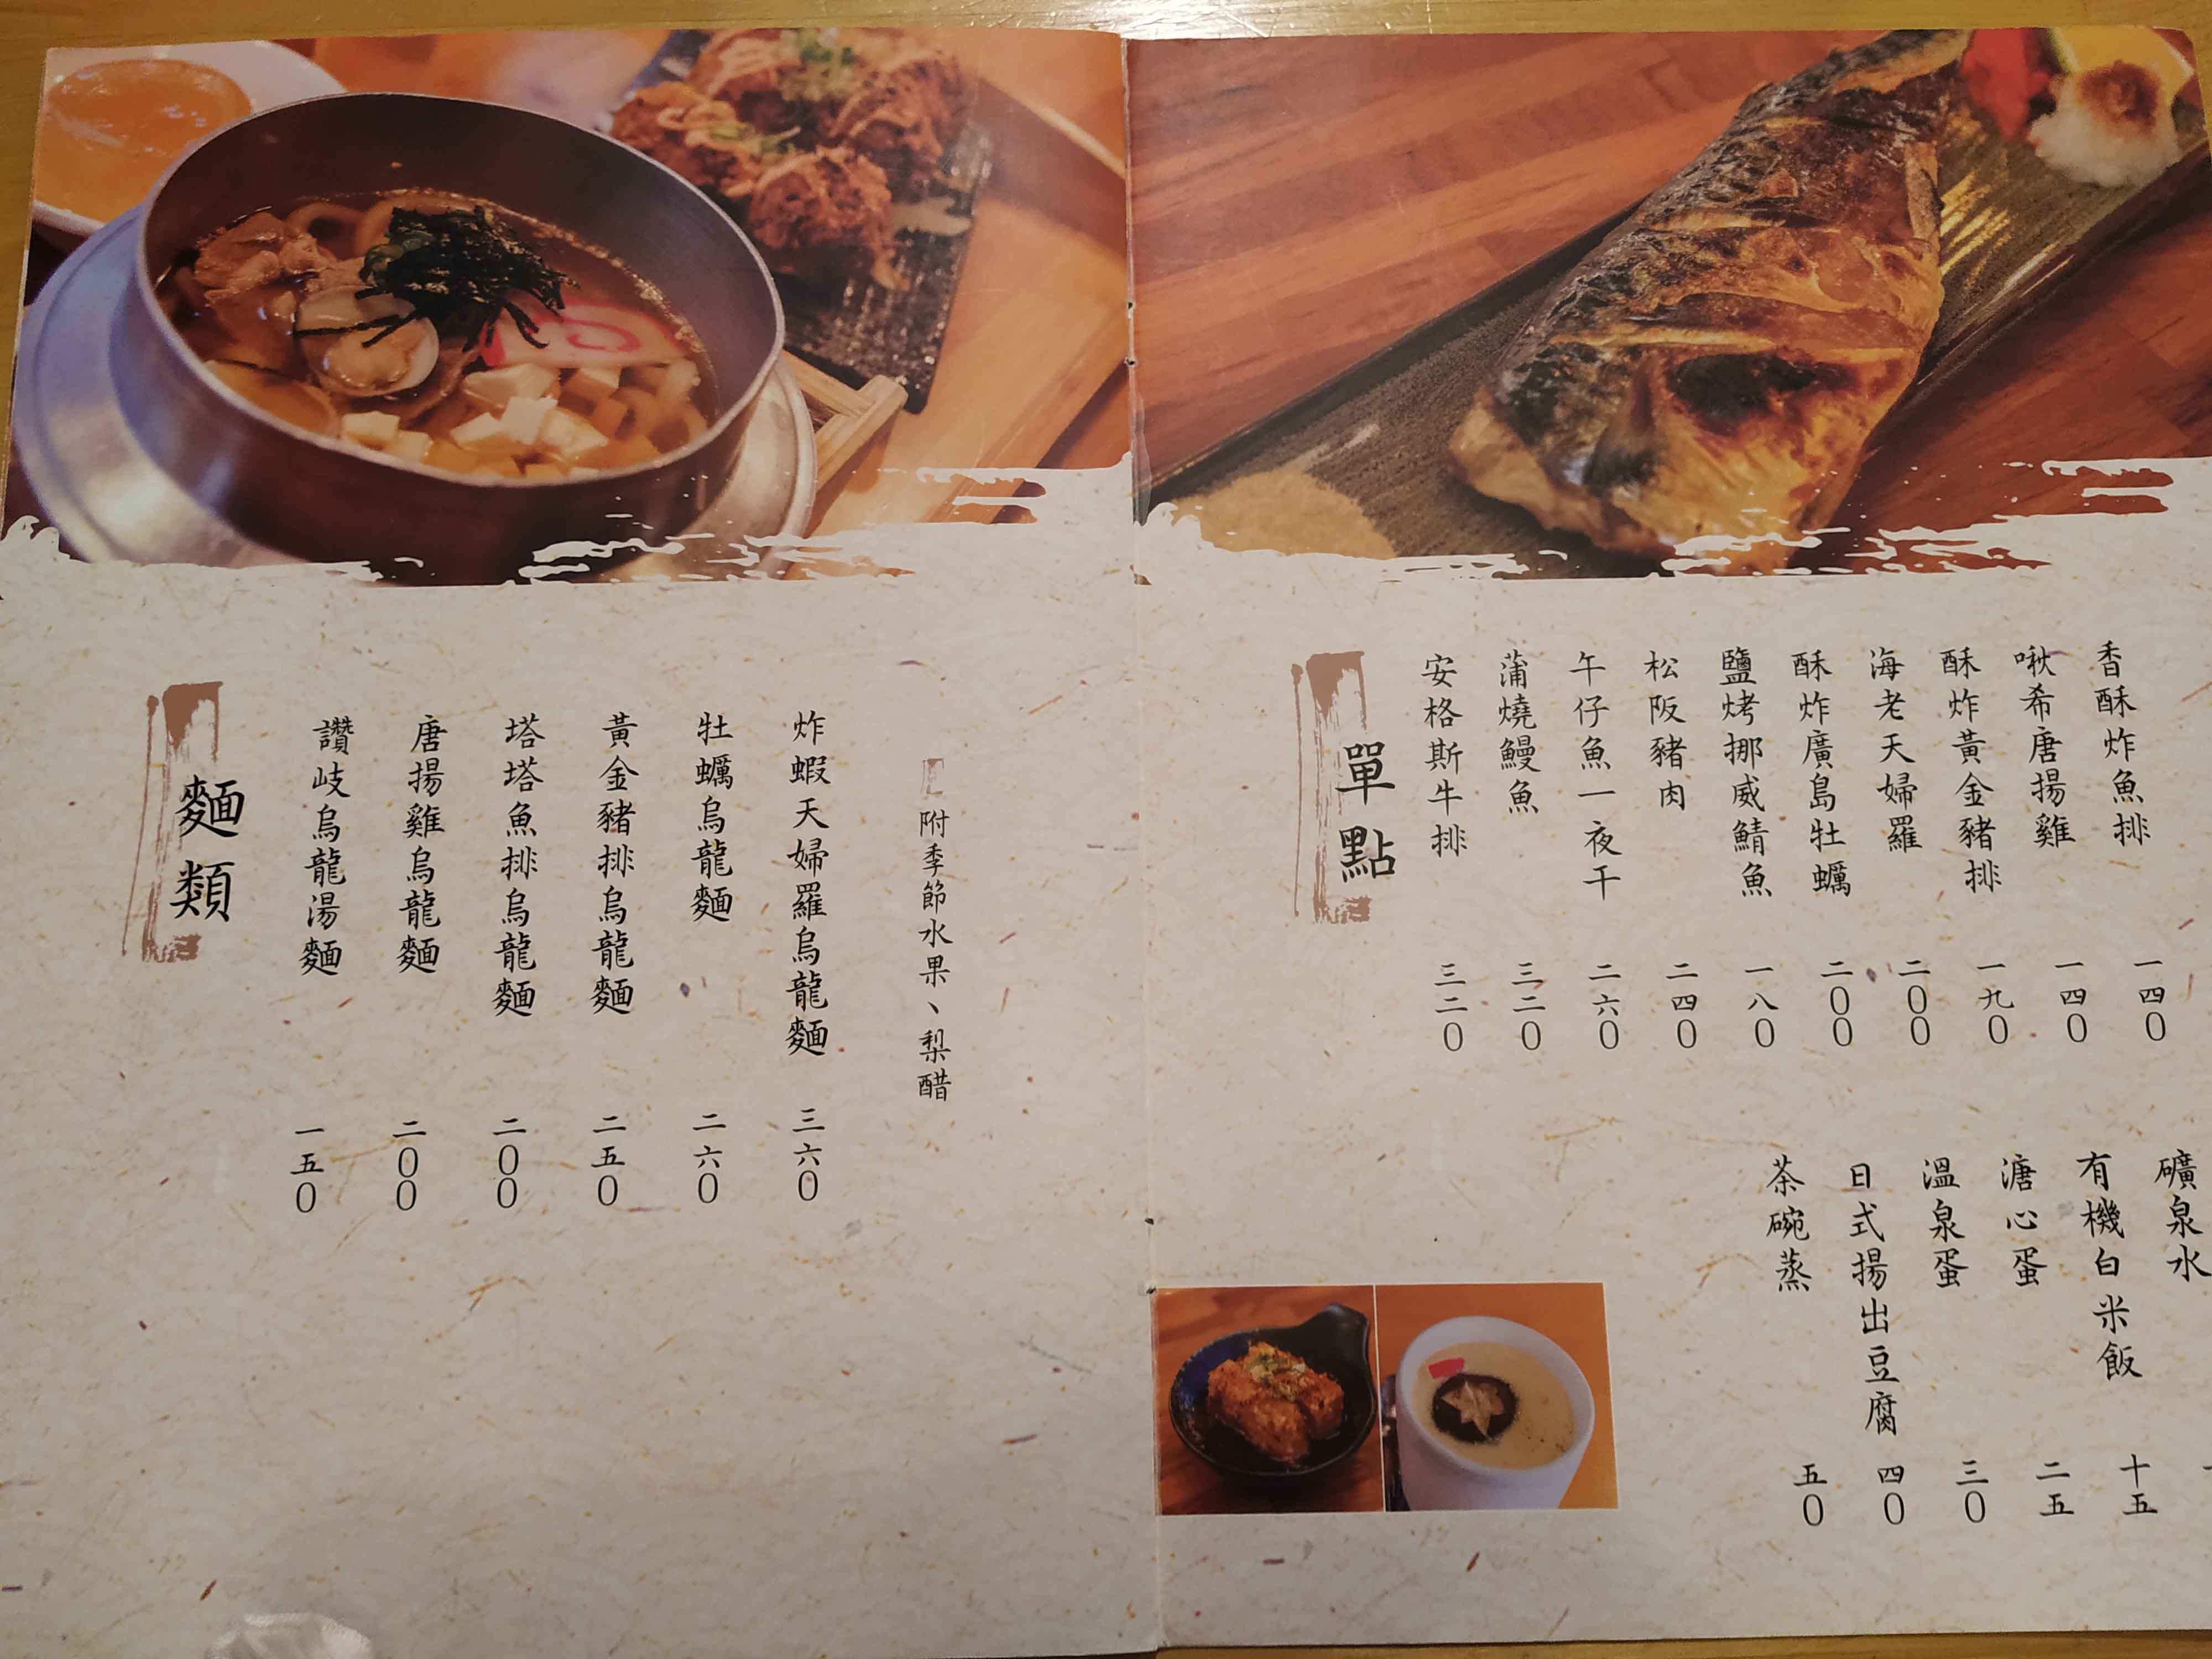 麵類
讚岐烏龍湯麵 一五〇
唐揚雞烏龍麵 二〇〇
塔塔魚排烏龍麵 二〇〇
黃金豬排烏龍麵 二五〇
牡蠣烏龍麵 二六〇
炸蝦天婦羅烏龍麵 三六〇
附季節水果、梨醋
單點
安格斯牛排 三二〇
蒲燒鰻魚 三二〇
午仔魚一夜干 二六〇
松阪豬肉 二四〇
鹽烤挪威鯖魚 一八〇
酥炸廣島牡蠣 二〇〇
海老天婦羅 二〇〇
酥炸黃金豬排 一九〇
啾希唐揚雞 一四〇
香酥炸魚排 一四〇
茶碗蒸 五〇
日式揚出豆腐 四〇
溫泉蛋 三〇
溏心蛋 二五
有機白米飯 十五
礦泉水